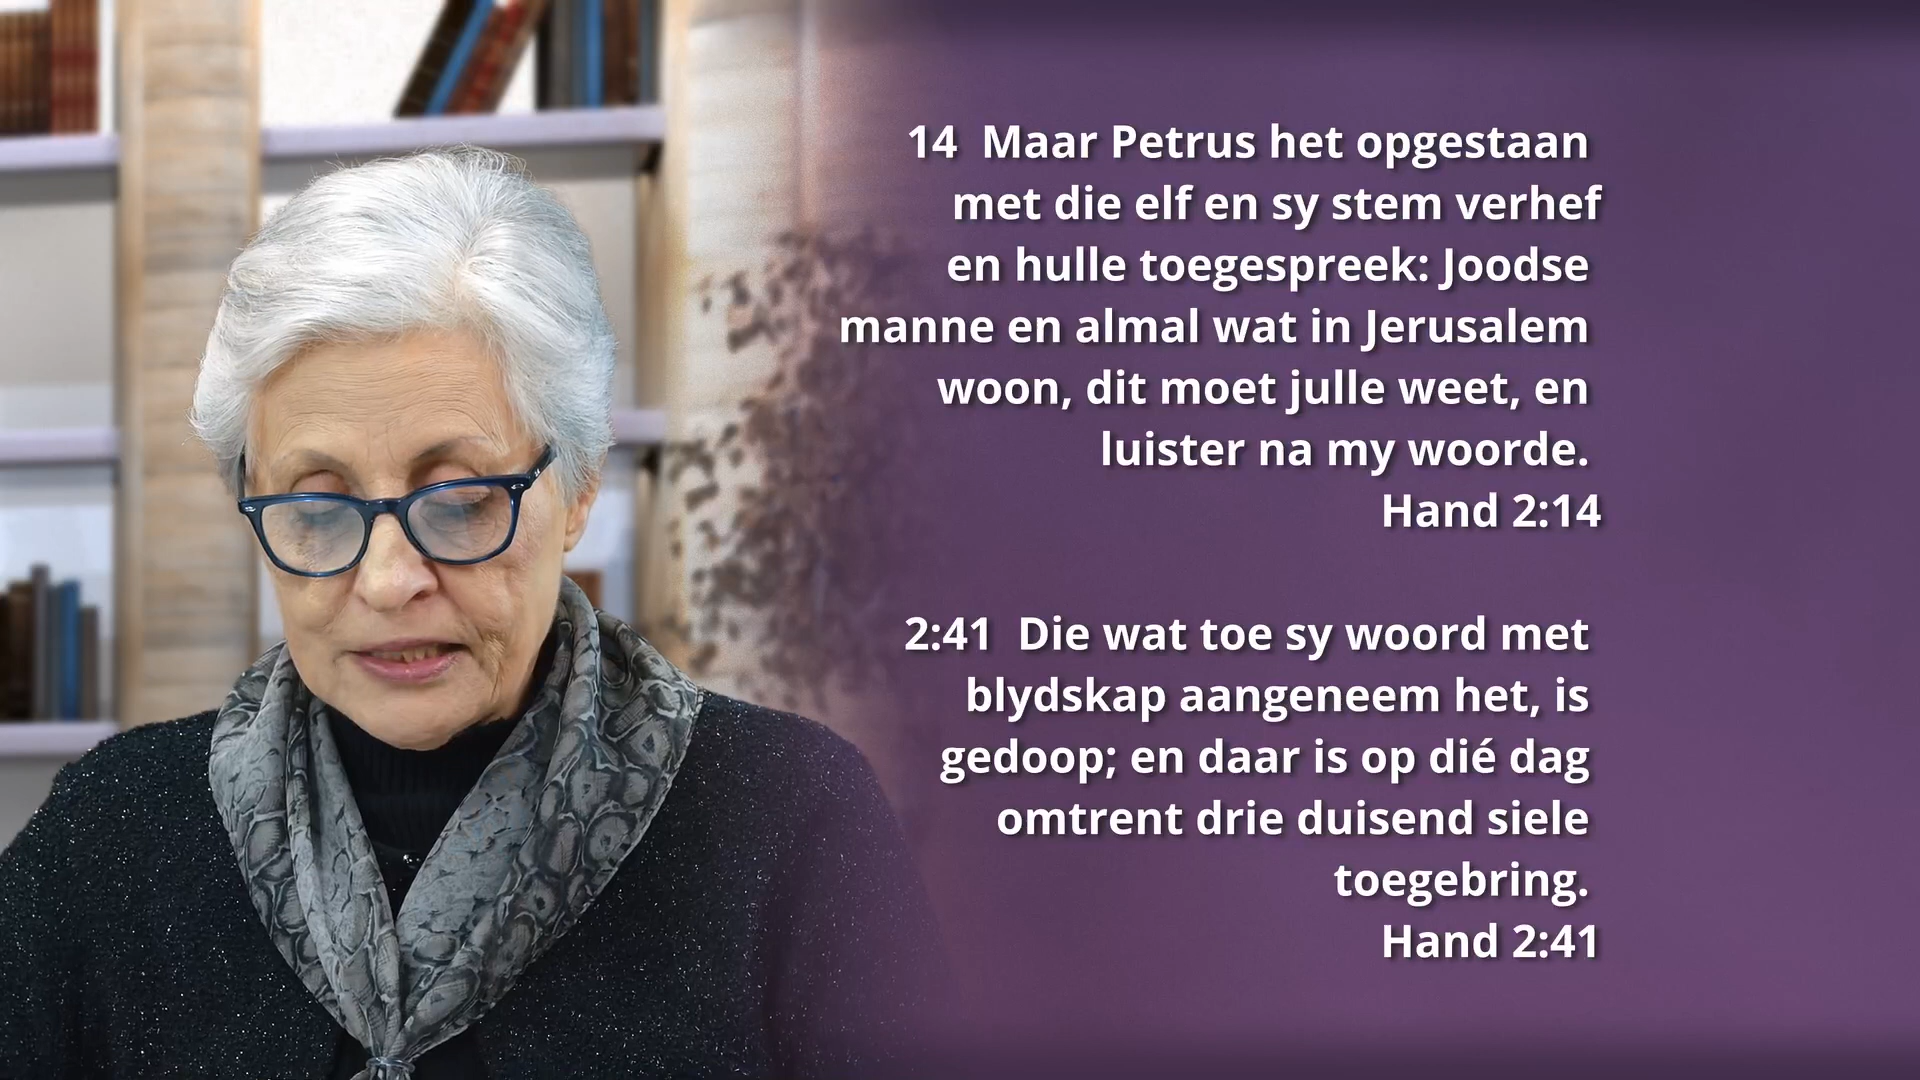 14  Maar Petrus het opgestaan
met die elf en sy stem verhef
en hulle toegespreek: Joodse
manne en almal wat in Jerusalem
woon, dit moet julle weet, en
luister na my woorde.
Hand 2:14
2:41  Die wat toe sy woord met
blydskap aangeneem het, is
gedoop; en daar is op dié dag
omtrent drie duisend siele
toegebring.
Hand 2:41